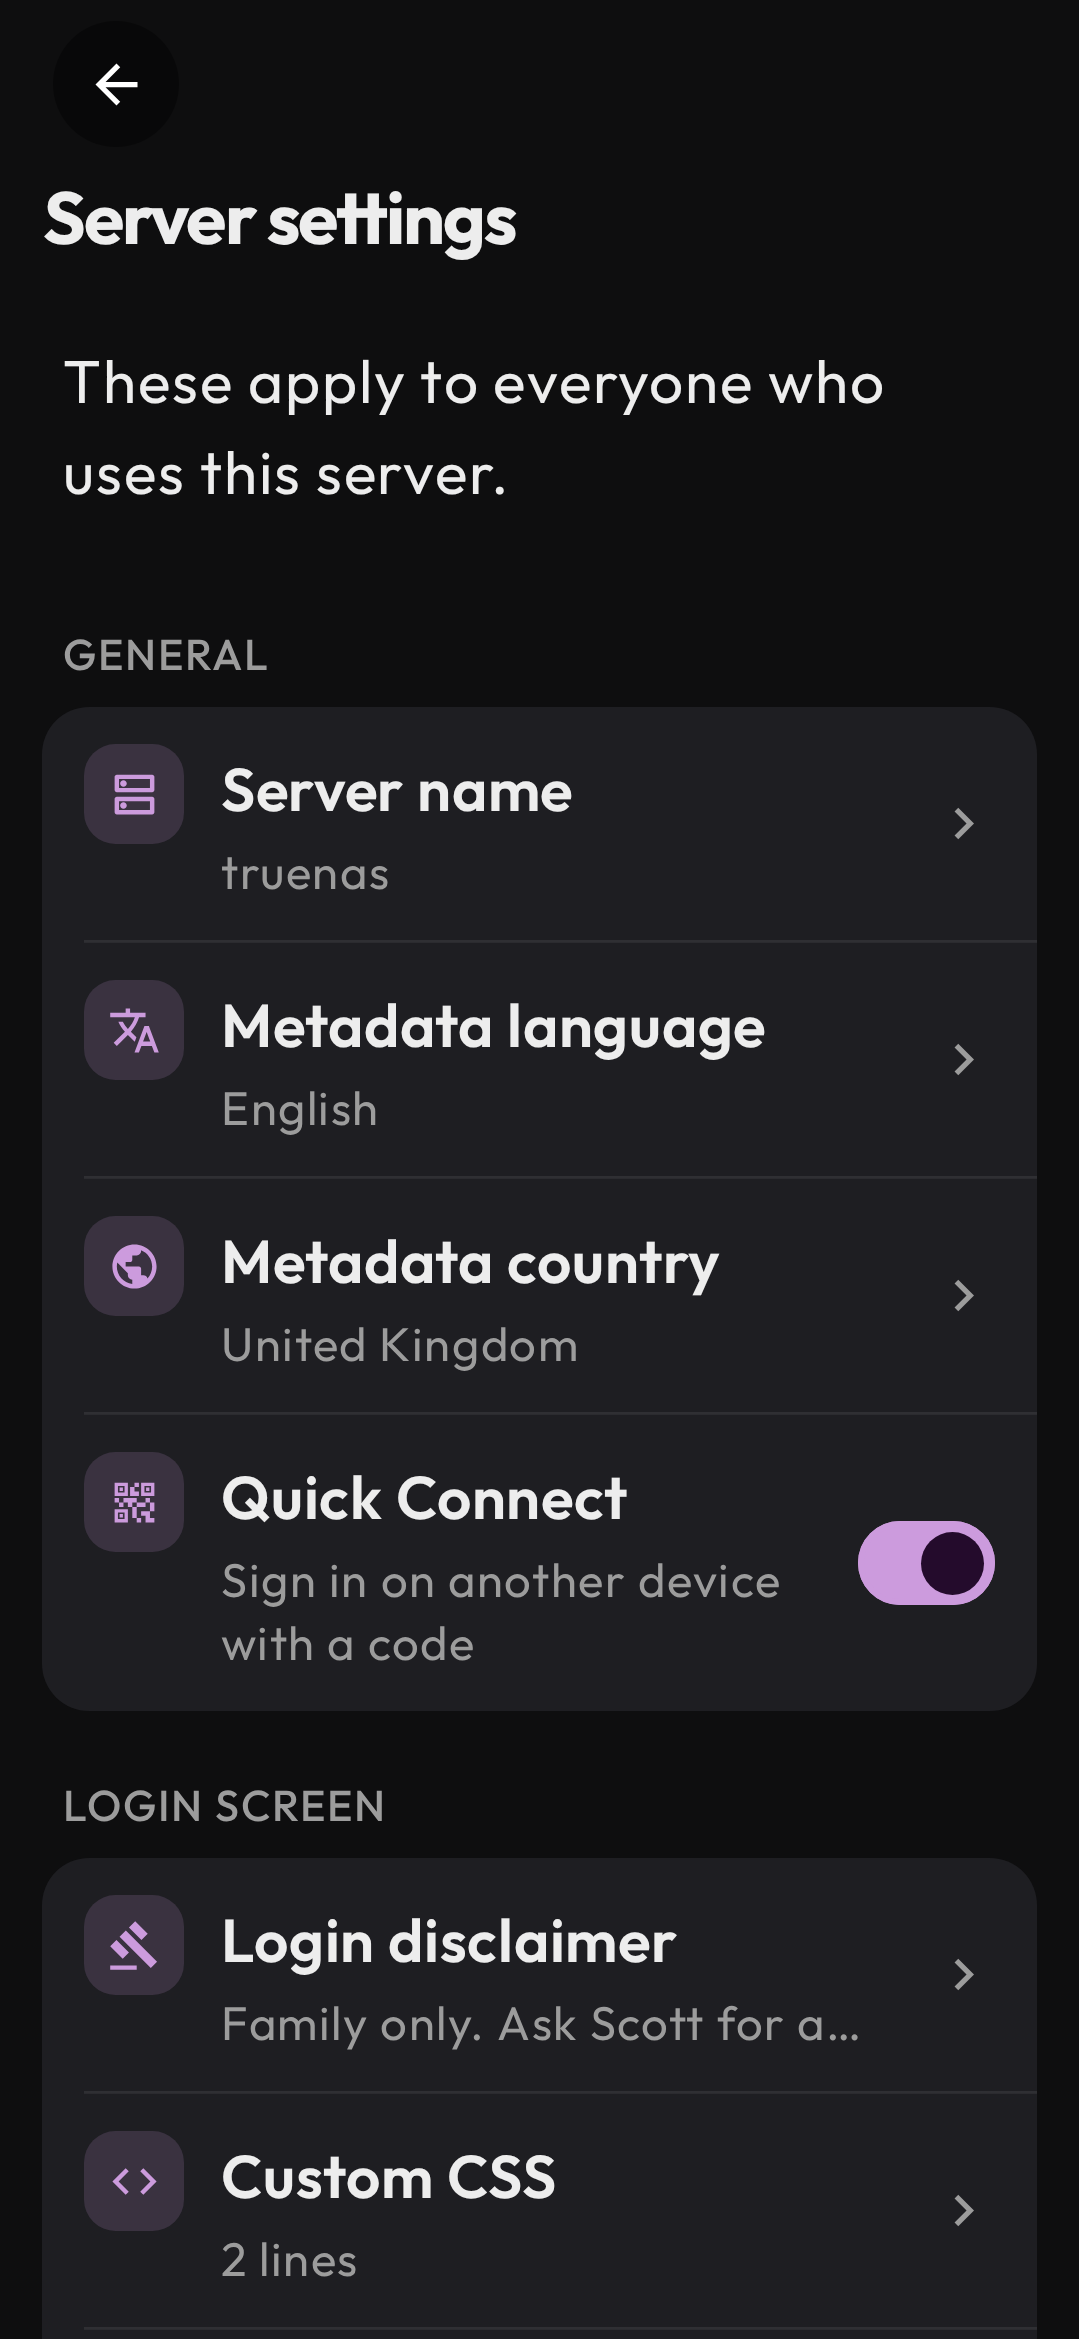 Server settings
These apply to everyone who
uses this server.
GENERAL
Server name
truenas
Metadata language
English
Metadata country
United Kingdom
Quick Connect
Sign in on another device
with a code
LOGIN SCREEN
Login disclaimer
Family only. Ask Scott for a…
Custom CSS
2 lines